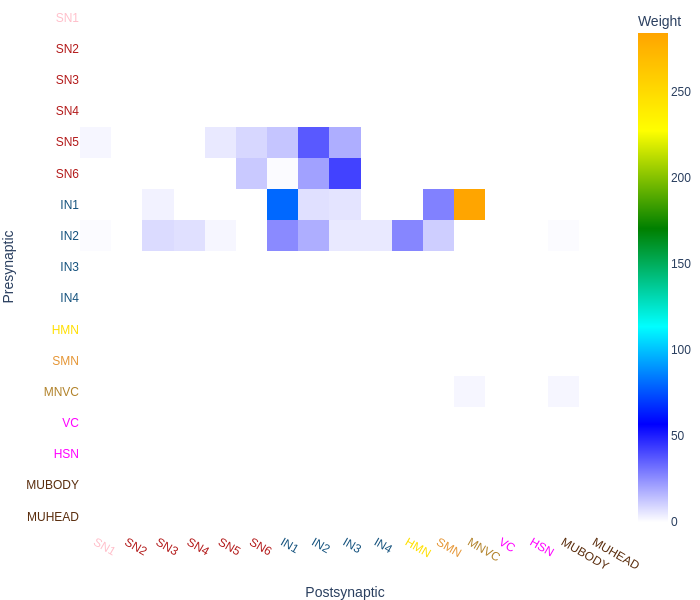 Weight
SN1
SN2
SN3
SN4
SN5
SN6
IN1
IN2
IN3
IN4
HMN
SMN
MNVC
VC
HSN
MUBODY
MUHEAD
Presynaptic
250
200
150
100
50
0
SN1
SN2
SN3
SN4
SN5
SN6
IN1
IN2
IN3
IN4
HMN
SMN
MNVC
VC
HSN
MUBODY
MUHEAD
Postsynaptic